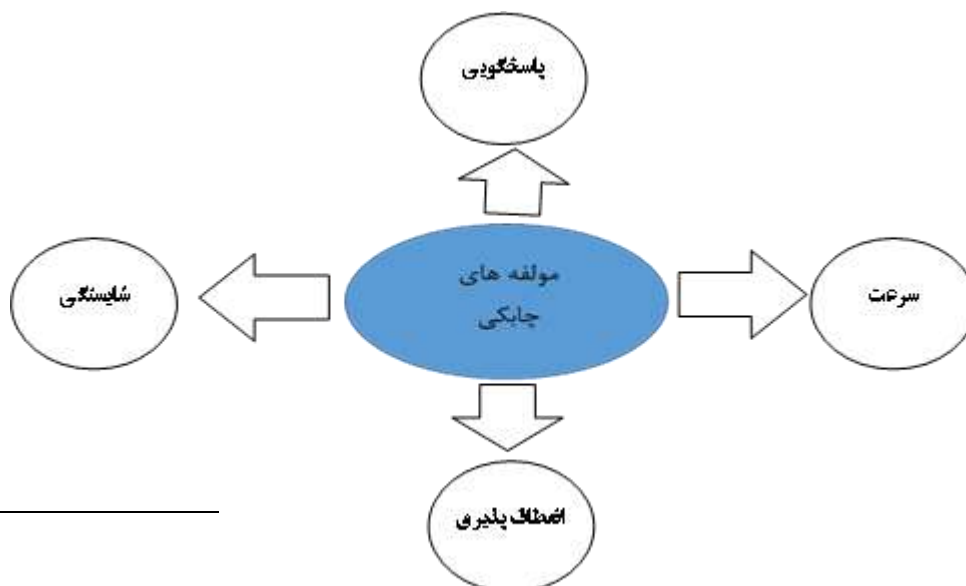 پاسخگویی
مولفه های
چابکی
شایستگی
سرعت
انعطاف پذیری